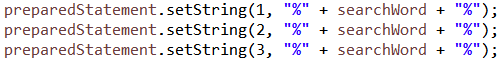 preparedStatement.setString(1, "%" + searchWord + "%");
preparedStatement.setString(2, "%" + searchWord + "%");
preparedStatement.setString(3, "%" + searchWord + "%");